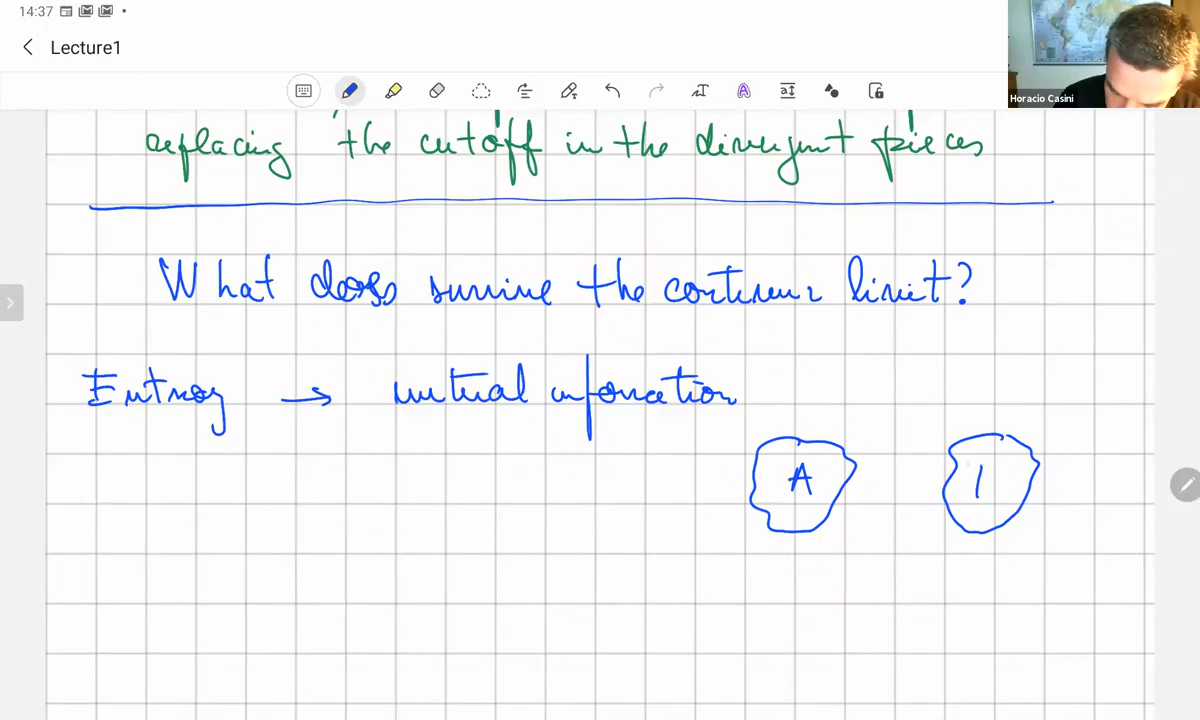 14:37
Lecture1
Horacio Casini
replacing the cutoff in the divergent pieces
What does survive the continuum limit?
Entropy → mutual information
A